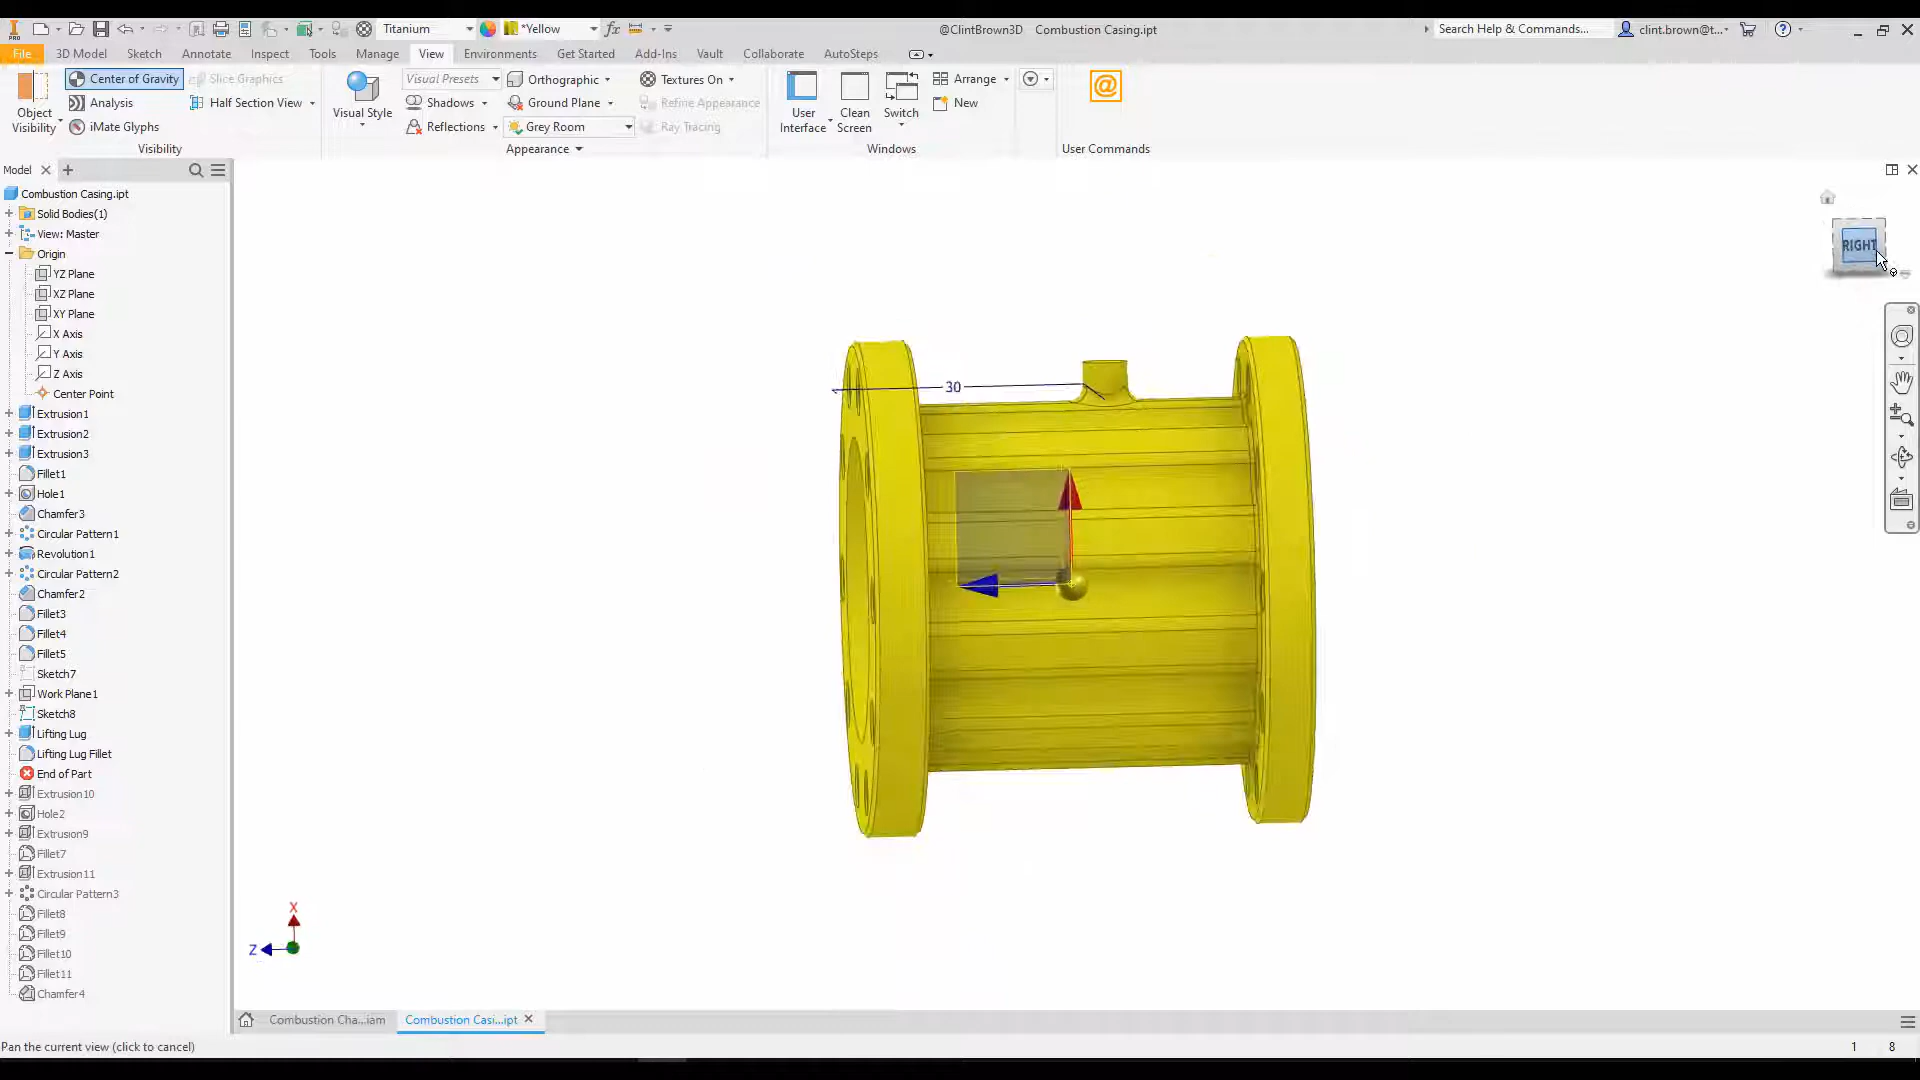 PRO
Titanium
*Yellow
fx
@ClintBrown3D Combustion Casing.ipt
Search Help & Commands...
clint.brown@t...
File 3D Model Sketch Annotate Inspect Tools Manage View Environments Get Started Add-Ins Vault Collaborate AutoSteps
Object
Visibility
Center of Gravity
Analysis
iMate Glyphs
Slice Graphics
Half Section View
Visibility
Visual Style
Visual Presets
Shadows
Reflections
Orthographic
Ground Plane
Grey Room
Textures On
Refine Appearance
Ray Tracing
Appearance
User
Interface
Clean
Screen
Switch
Arrange
New
Windows
@
User Commands
Model
Combustion Casing.ipt
Solid Bodies(1)
View: Master
Origin
YZ Plane
XZ Plane
XY Plane
X Axis
Y Axis
Z Axis
Center Point
Extrusion1
Extrusion2
Extrusion3
Fillet1
Hole1
Chamfer3
Circular Pattern1
Revolution1
Circular Pattern2
Chamfer2
Fillet3
Fillet4
Fillet5
Sketch7
Work Plane1
Sketch8
Lifting Lug
Lifting Lug Fillet
End of Part
Extrusion10
Hole2
Extrusion9
Fillet7
Extrusion11
Circular Pattern3
Fillet8
Fillet9
Fillet10
Fillet11
Chamfer4
RIGHT
30
X
Z
Combustion Cha...iam
Combustion Casi...ipt
Pan the current view (click to cancel)
1 8